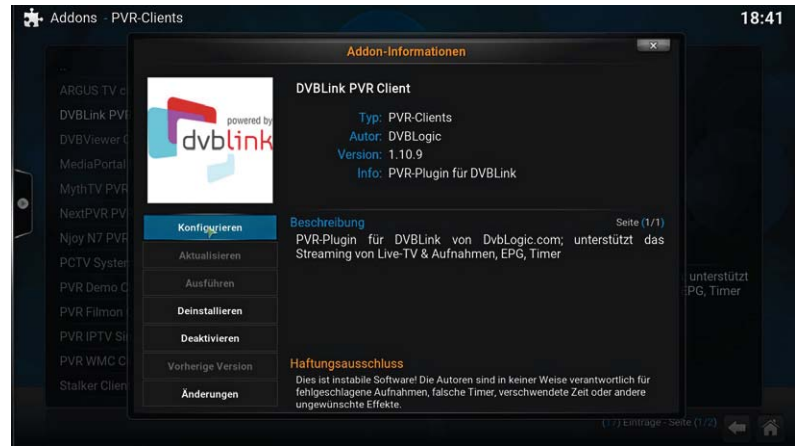 Addons - PVR-Clients
18:41
Addon-Informationen
..
ARGUS TV c
DVBLink PVR
DVBViewer C
MediaPortal
MythTV PVR
NextPVR PV
Njoy N7 PVR
PCTV System
PVR Demo C
PVR Filmon
PVR IPTV Si
PVR WMC C
Stalker Clien
powered by
dvblink
Konfigurieren
Aktualisieren
Ausführen
Deinstallieren
Deaktivieren
Vorherige Version
Änderungen
DVBLink PVR Client
Typ: PVR-Clients
Autor: DVBLogic
Version: 1.10.9
Info: PVR-Plugin für DVBLink
Beschreibung
Seite (1/1)
PVR-Plugin für DVBLink von DvbLogic.com; unterstützt das
Streaming von Live-TV & Aufnahmen, EPG, Timer
Haftungsausschluss
Dies ist instabile Software! Die Autoren sind in keiner Weise verantwortlich für
fehlgeschlagene Aufnahmen, falsche Timer, verschwendete Zeit oder andere
ungewünschte Effekte.
unterstützt
EPG, Timer
(17) Einträge - Seite (1/2)